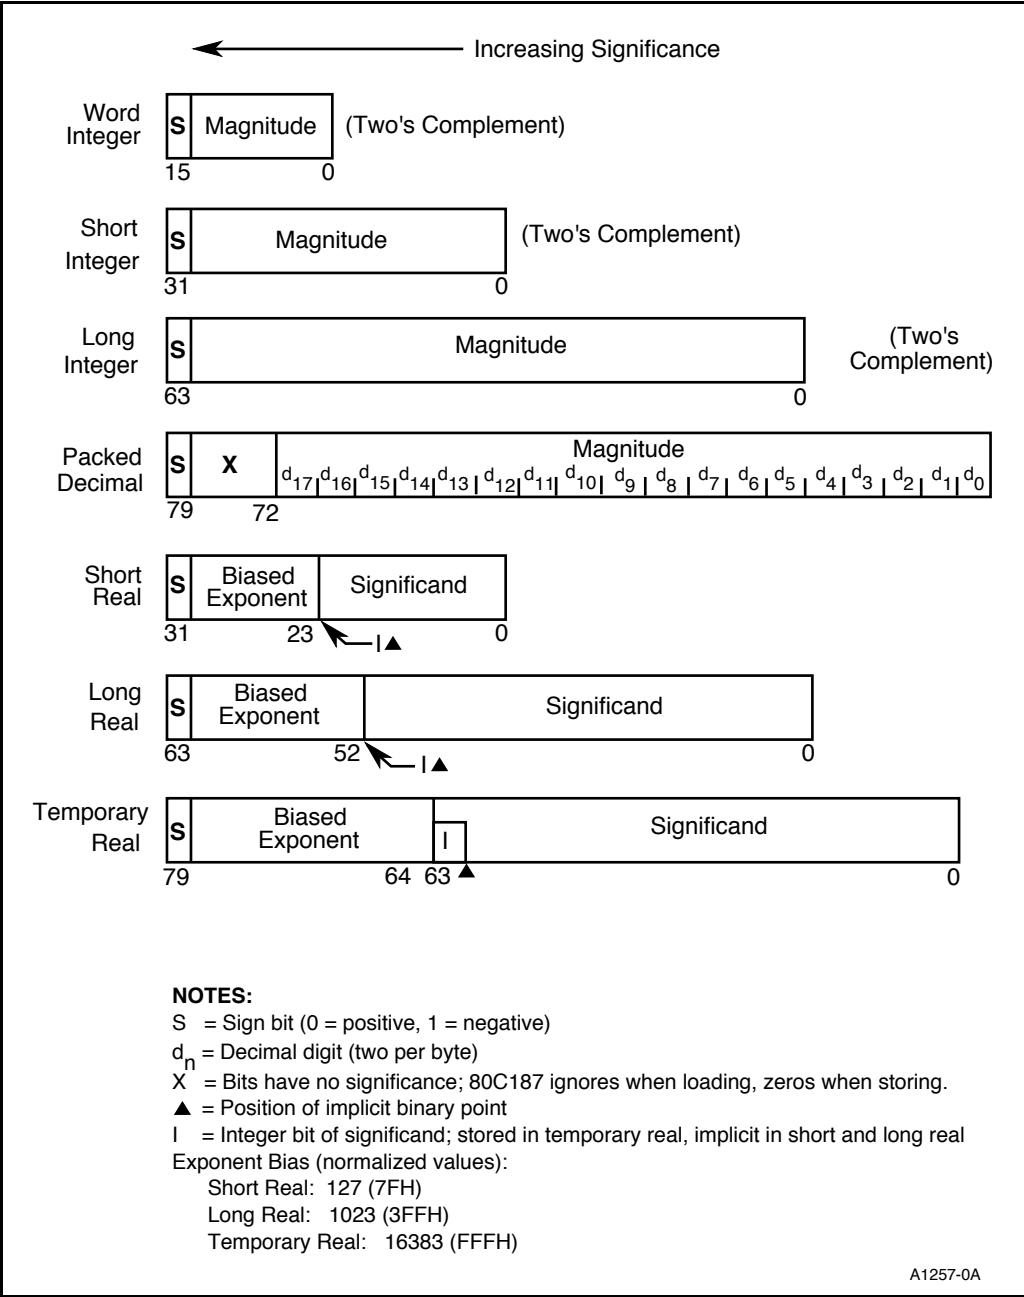 Increasing Significance
Word
Integer
S Magnitude (Two's Complement)
15 0
Short
Integer
S Magnitude (Two's Complement)
31 0
Long
Integer
S Magnitude (Two's
Complement)
63 0
Packed
Decimal
S X Magnitude
d17 d16 d15 d14 d13 d12 d11 d10 d9 d8 d7 d6 d5 d4 d3 d2 d1 d0
79 72
Short
Real
S Biased
Exponent Significand
31 23 I▲ 0
Long
Real
S Biased
Exponent Significand
63 52 I▲ 0
Temporary
Real
S Biased
Exponent I Significand
79 64 63 ▲ 0
NOTES:
S = Sign bit (0 = positive, 1 = negative)
dn = Decimal digit (two per byte)
X = Bits have no significance; 80C187 ignores when loading, zeros when storing.
▲ = Position of implicit binary point
I = Integer bit of significand; stored in temporary real, implicit in short and long real
Exponent Bias (normalized values):
Short Real: 127 (7FH)
Long Real: 1023 (3FFH)
Temporary Real: 16383 (FFFH)
A1257-0A